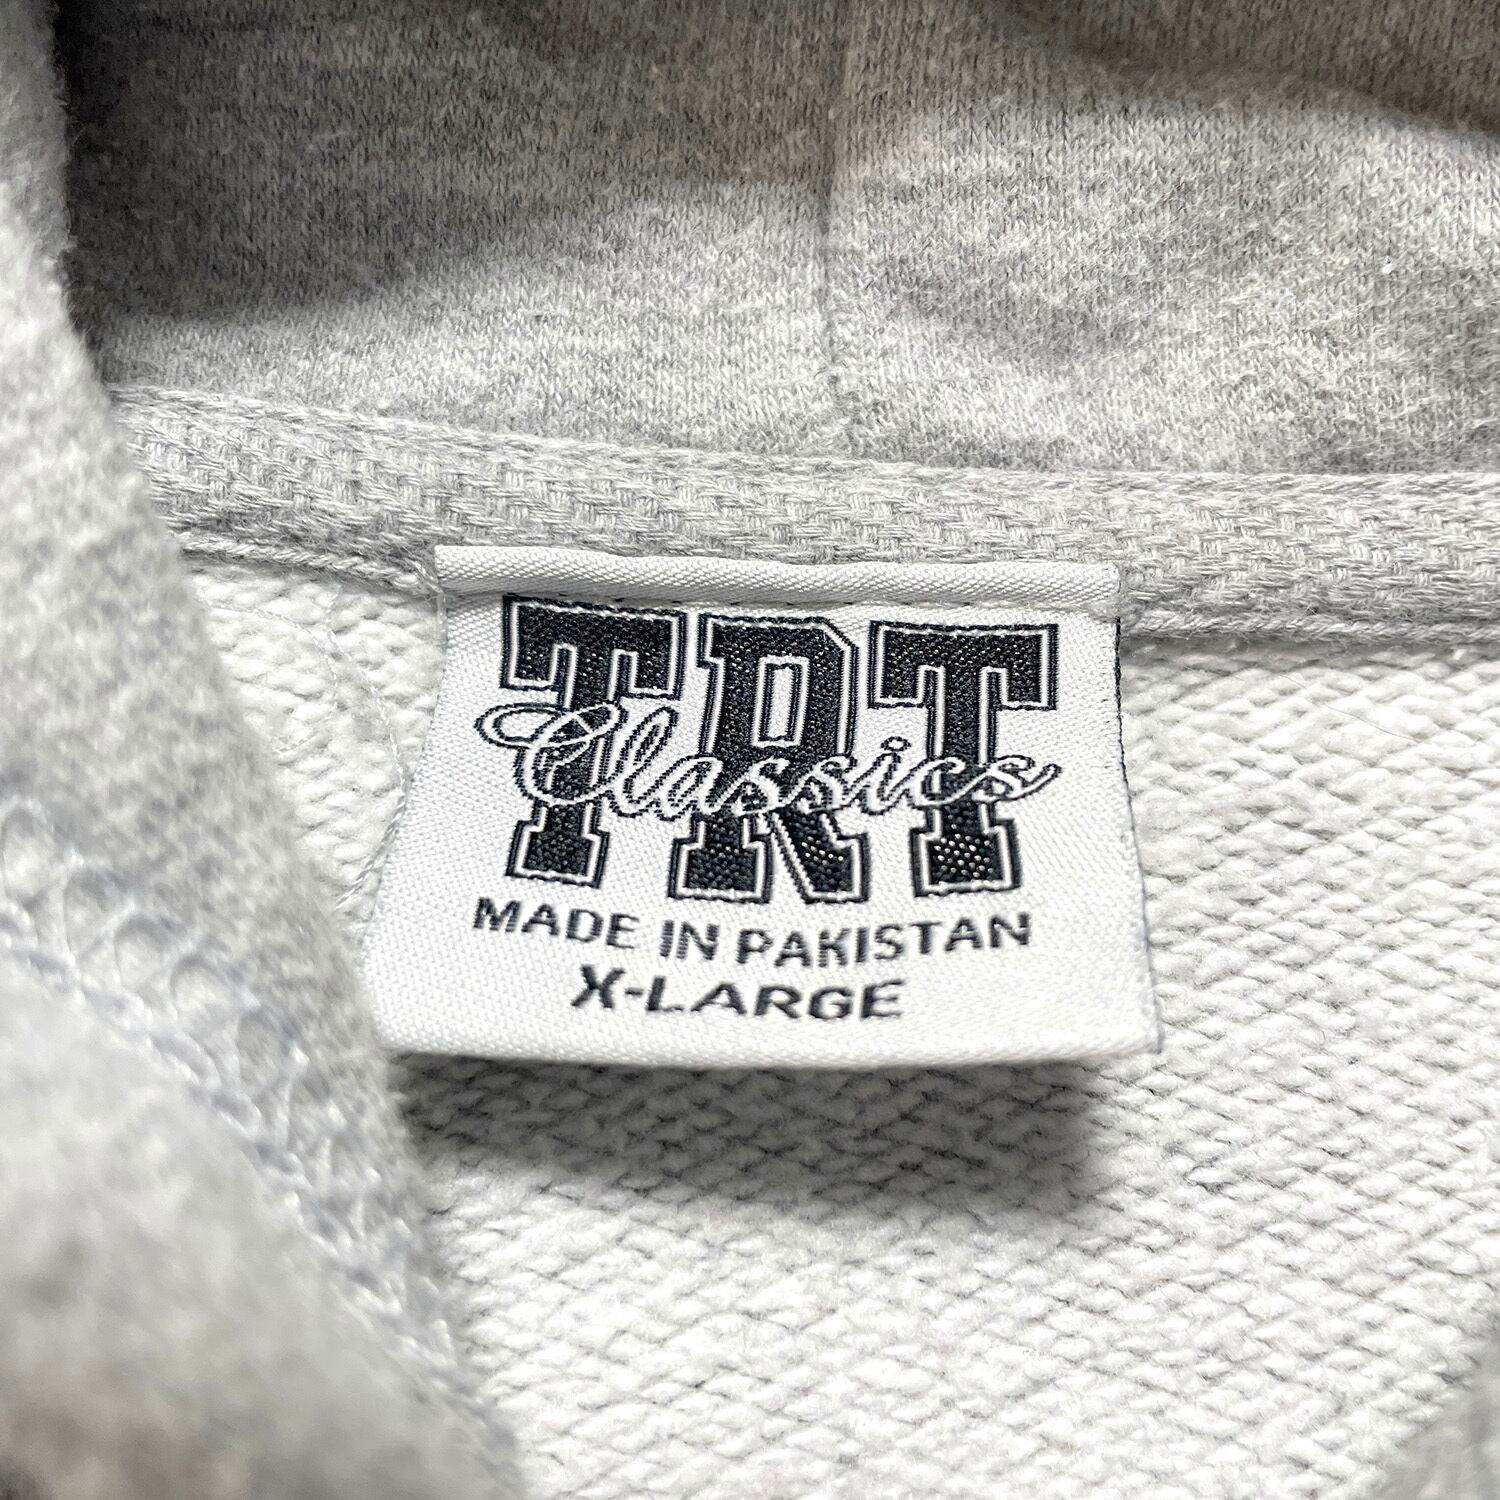 TRT
Classics
MADE IN PAKISTAN
X-LARGE